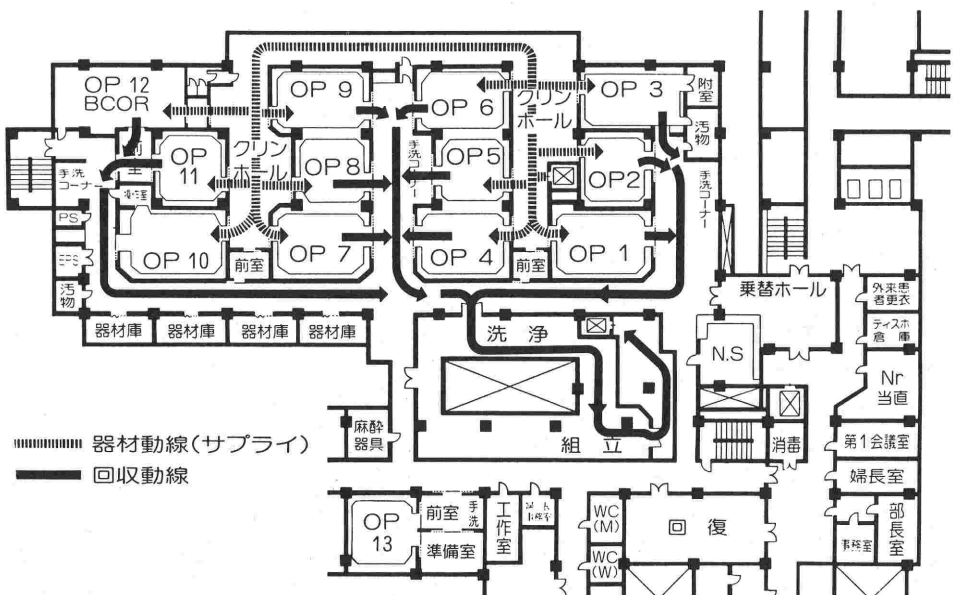 OP 12
BCOR
OP 9
OP 6
クリン
ホール
OP 3
附
室
汚
物
手洗
コーナー
前
室
OP
11
クリン
ホール
OP 8
手洗コーナー
OP5
OP2
手洗コーナー
PS
EPS
汚
物
OP 10
前室
OP 7
OP 4
前室
OP 1
器材庫
器材庫
器材庫
器材庫
洗 浄
組 立
乗替ホール
外来患
者更衣
ディスポ
倉 庫
N.S
Nr
当直
麻酔
器具
消毒
第1会議室
婦長室
部
長
室
事務室
器材動線(サプライ)
回収動線
OP
13
前室
手
洗
準備室
工
作
室
WC
(M)
WC
(W)
回 復